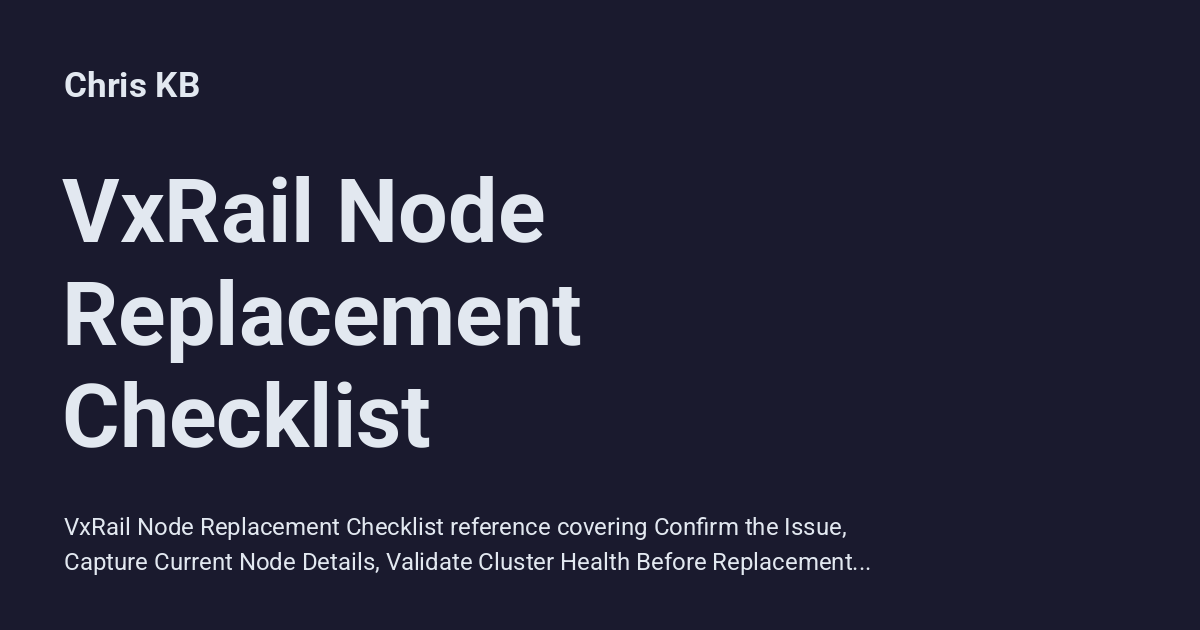 Chris KB
VxRail Node
Replacement
Checklist
VxRail Node Replacement Checklist reference covering Confirm the Issue,
Capture Current Node Details, Validate Cluster Health Before Replacement...